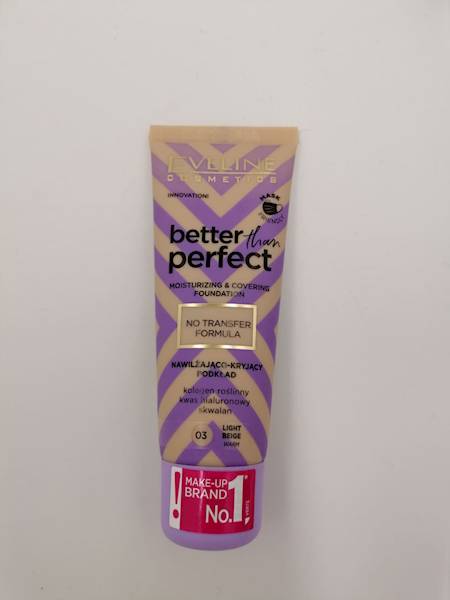 EVELINE
COSMETICS
INNOVATION!
MASK
FRIENDLY
better than
perfect
MOISTURIZING & COVERING
FOUNDATION
NO TRANSFER
FORMULA
NAWILŻAJĄCO-KRYJĄCY
PODKŁAD
kolagen roślinny
kwas hialuronowy
skwalan
03
LIGHT
BEIGE
WARM
!
MAKE-UP
BRAND
No.1*